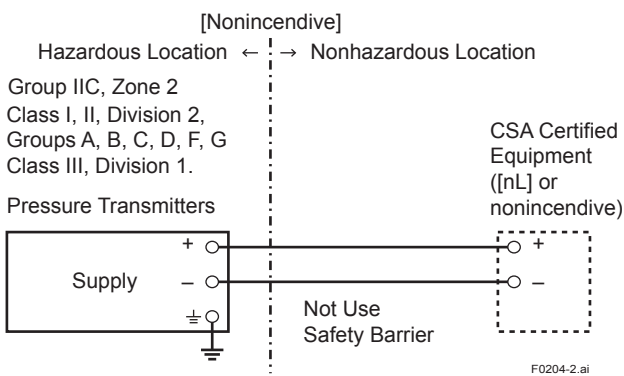 [Nonincendive]
Hazardous Location ← → Nonhazardous Location
Group IIC, Zone 2
Class I, II, Division 2,
Groups A, B, C, D, F, G
Class III, Division 1.
Pressure Transmitters
CSA Certified
Equipment
([nL] or
nonincendive)
+ +
Supply – –
Not Use
Safety Barrier
F0204-2.ai